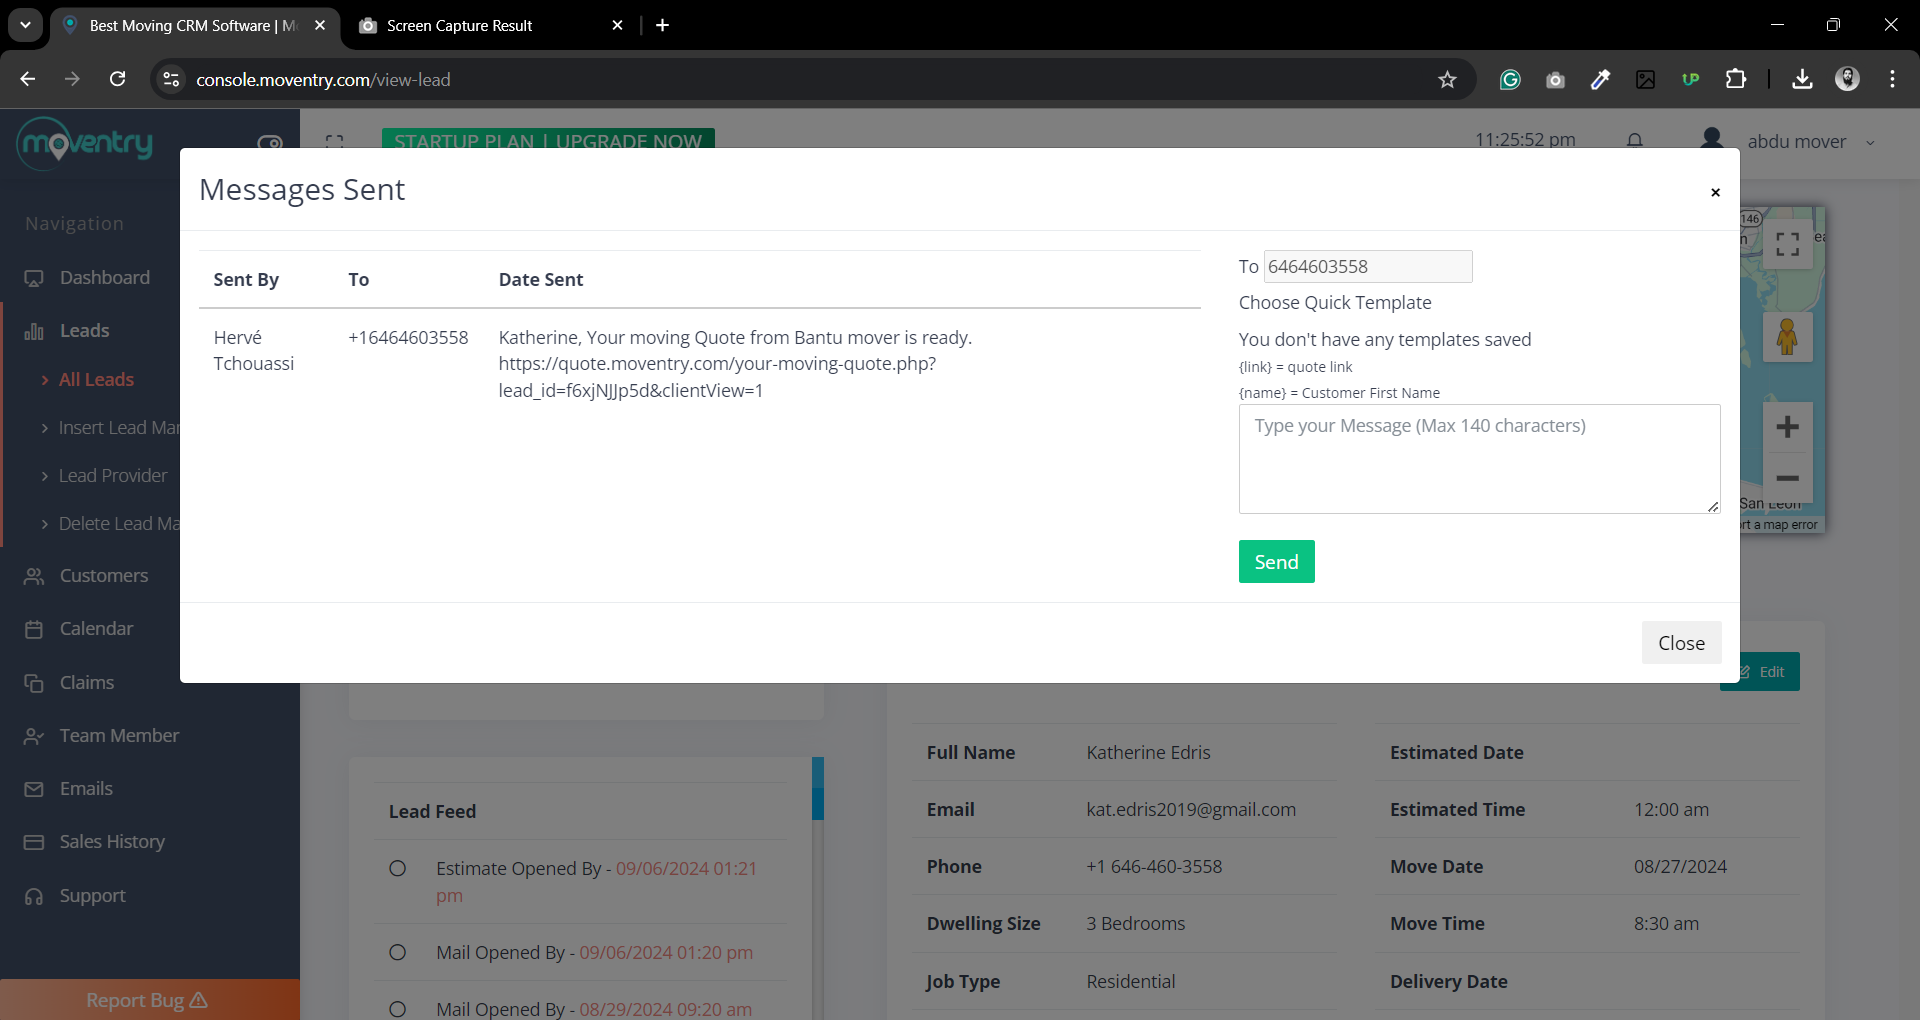 Best Moving CRM Software | M
Screen Capture Result
console.moventry.com/view-lead
moventry
STARTUP PLAN | UPGRADE NOW
11:25:52 pm
abdu mover
Navigation
Dashboard
Leads
All Leads
Insert Lead Ma
Lead Provider
Delete Lead Ma
Customers
Calendar
Claims
Team Member
Emails
Sales History
Support
Report Bug
Messages Sent
×
Sent By To Date Sent
Hervé Tchouassi
+16464603558
Katherine, Your moving Quote from Bantu mover is ready.
https://quote.moventry.com/your-moving-quote.php?
lead_id=f6xjNJJp5d&clientView=1
To 6464603558
Choose Quick Template
You don't have any templates saved
{link} = quote link
{name} = Customer First Name
Type your Message (Max 140 characters)
Send
Close
146
San Leon
rt a map error
Edit
Lead Feed
Estimate Opened By - 09/06/2024 01:21
pm
Mail Opened By - 09/06/2024 01:20 pm
Mail Opened By - 08/29/2024 09:20 am
Full Name Katherine Edris
Email kat.edris2019@gmail.com
Phone +1 646-460-3558
Dwelling Size 3 Bedrooms
Job Type Residential
Estimated Date
Estimated Time 12:00 am
Move Date 08/27/2024
Move Time 8:30 am
Delivery Date